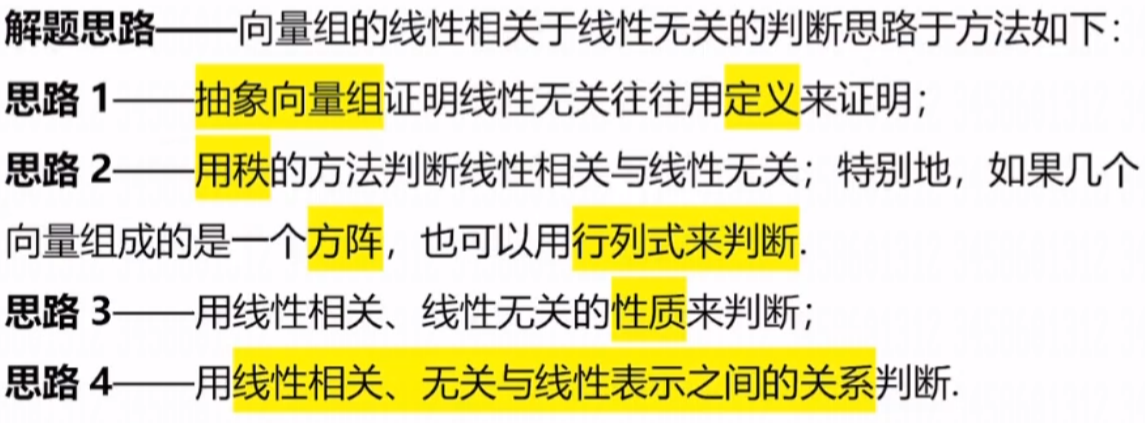 解题思路——向量组的线性相关于线性无关的判断思路于方法如下：
思路 1——抽象向量组证明线性无关往往用定义来证明；
思路 2——用秩的方法判断线性相关与线性无关；特别地，如果几个
向量组成的是一个方阵，也可以用行列式来判断.
思路 3——用线性相关、线性无关的性质来判断；
思路 4——用线性相关、无关与线性表示之间的关系判断.